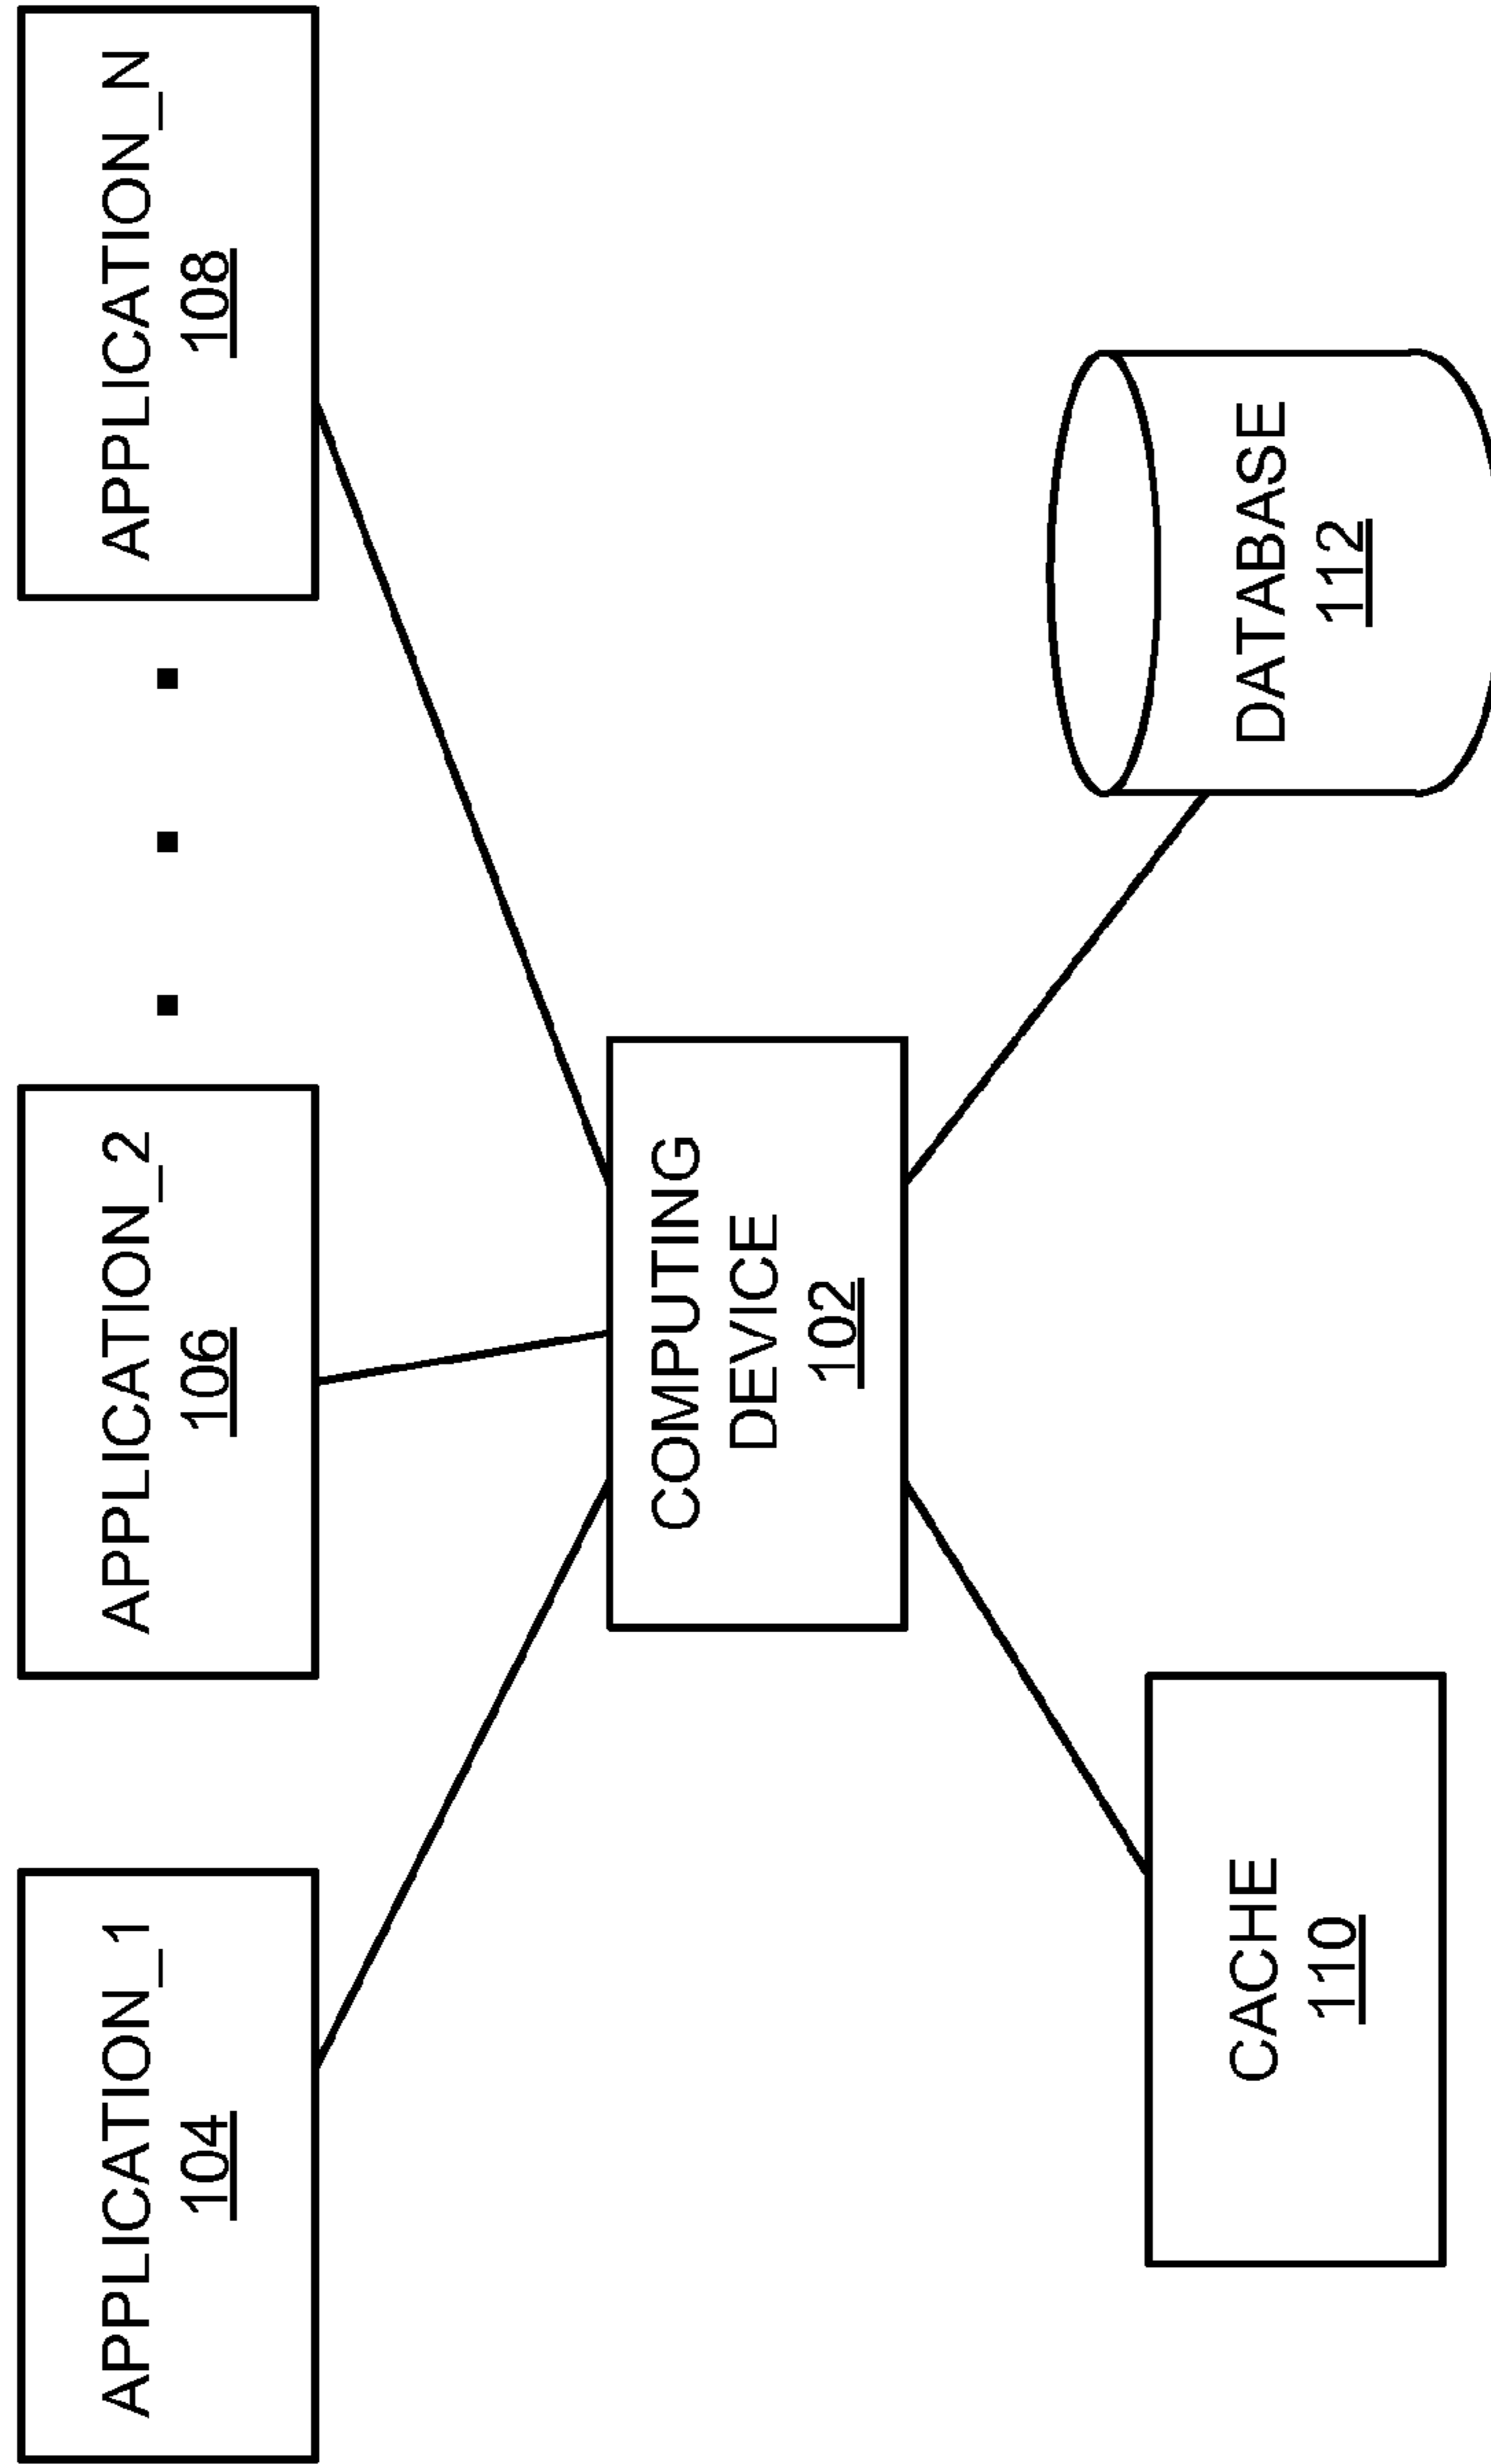 APPLICATION_1
104
APPLICATION_2
106
APPLICATION_N
108
COMPUTING
DEVICE
102
CACHE
110
DATABASE
112